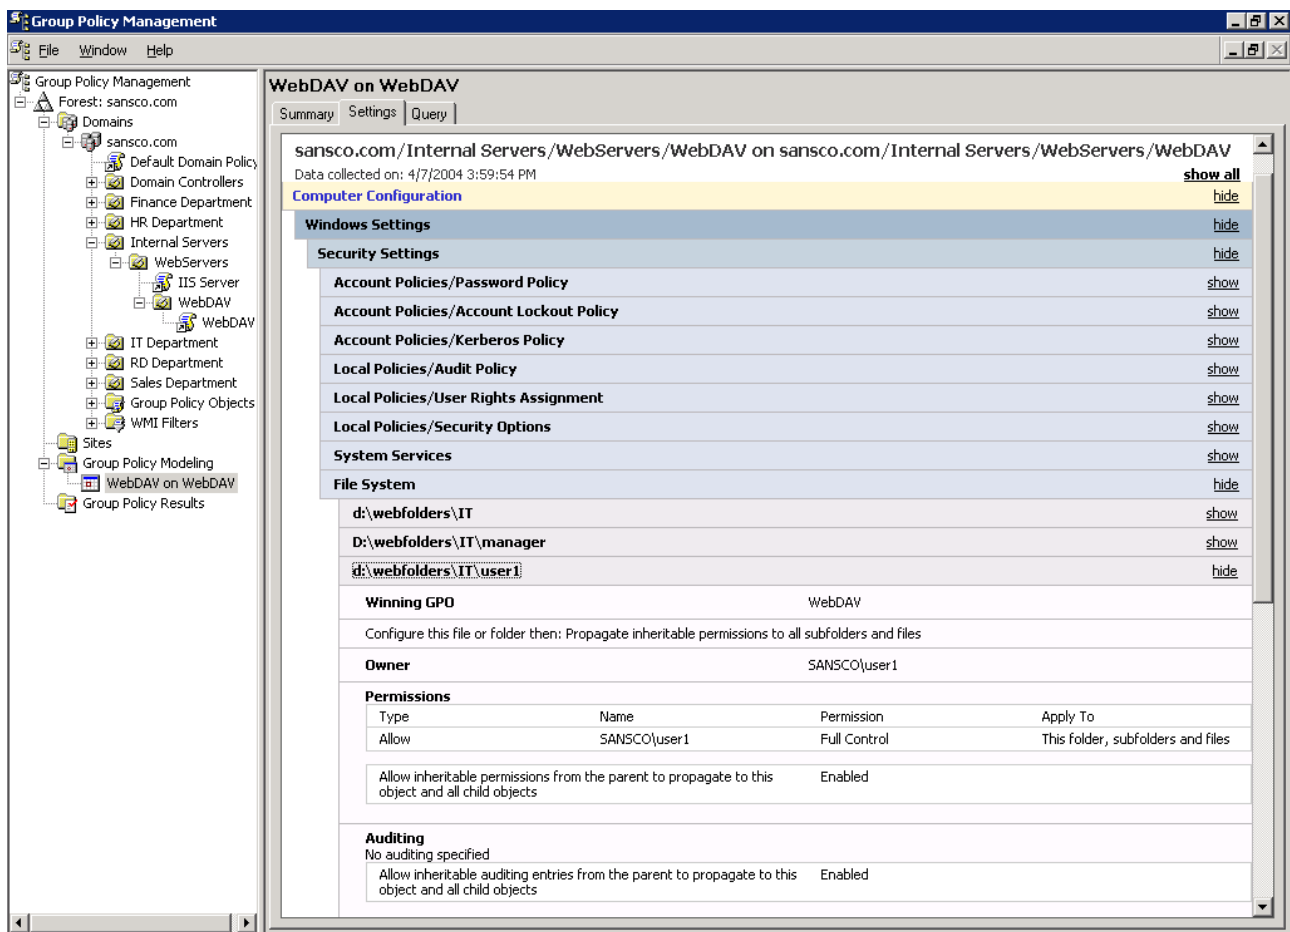 Group Policy Management
File Window Help
Group Policy Management
Forest: sansco.com
Domains
sansco.com
Default Domain Policy
Domain Controllers
Finance Department
HR Department
Internal Servers
WebServers
IIS Server
WebDAV
WebDAV
IT Department
RD Department
Sales Department
Group Policy Objects
WMI Filters
Sites
Group Policy Modeling
WebDAV on WebDAV
Group Policy Results
WebDAV on WebDAV
Summary Settings Query
sansco.com/Internal Servers/WebServers/WebDAV on sansco.com/Internal Servers/WebServers/WebDAV
Data collected on: 4/7/2004 3:59:54 PM show all
Computer Configuration hide
Windows Settings hide
Security Settings hide
Account Policies/Password Policy show
Account Policies/Account Lockout Policy show
Account Policies/Kerberos Policy show
Local Policies/Audit Policy show
Local Policies/User Rights Assignment show
Local Policies/Security Options show
System Services show
File System hide
d:\webfolders\IT show
D:\webfolders\IT\manager show
d:\webfolders\IT\user1 hide
Winning GPO WebDAV
Configure this file or folder then: Propagate inheritable permissions to all subfolders and files
Owner SANSCO\user1
Permissions
Type Name Permission Apply To
Allow SANSCO\user1 Full Control This folder, subfolders and files
Allow inheritable permissions from the parent to propagate to this Enabled
object and all child objects
Auditing
No auditing specified
Allow inheritable auditing entries from the parent to propagate to this Enabled
object and all child objects